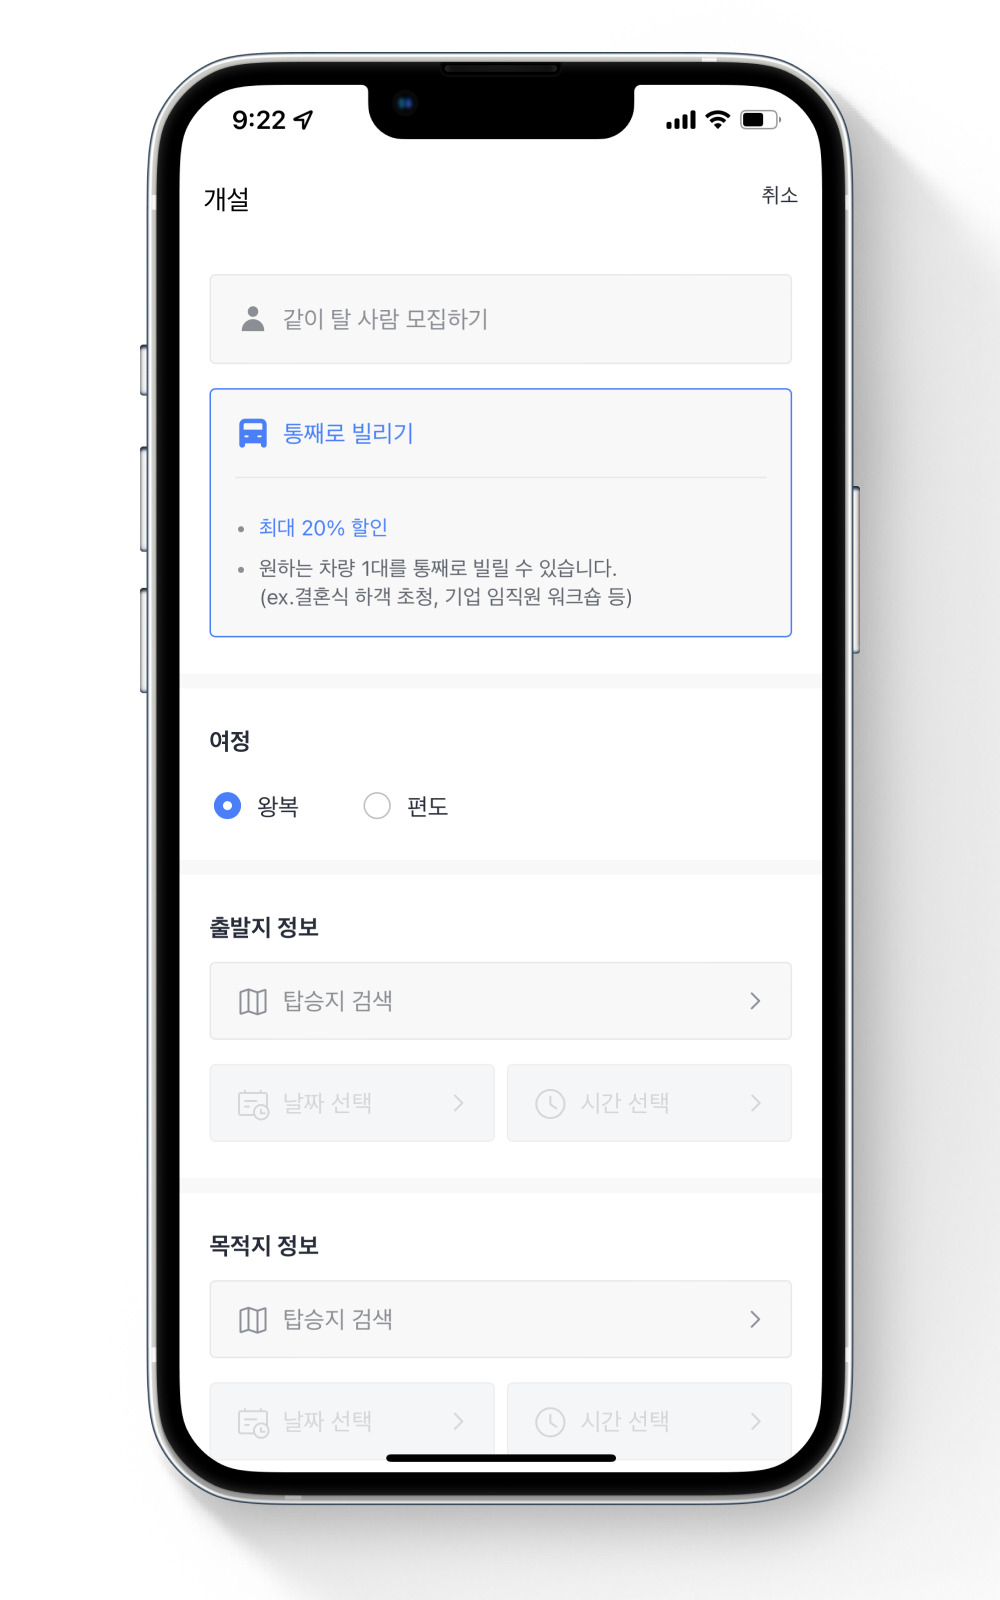 9:22
개설
취소
같이 탈 사람 모집하기
통째로 빌리기
• 최대 20% 할인
• 원하는 차량 1대를 통째로 빌릴 수 있습니다.
(ex.결혼식 하객 초청, 기업 임직원 워크숍 등)
여정
왕복
편도
출발지 정보
탑승지 검색
날짜 선택
시간 선택
목적지 정보
탑승지 검색
날짜 선택
시간 선택